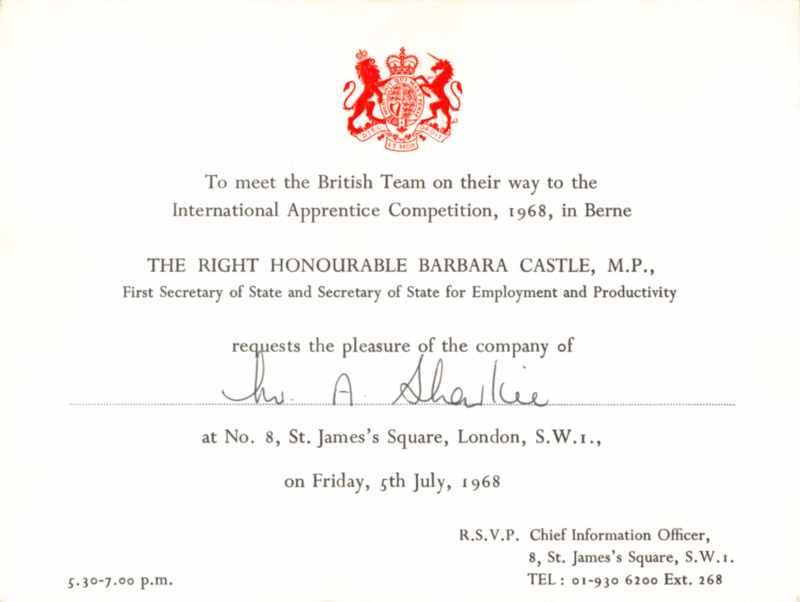 DIEU ET MON DROIT
To meet the British Team on their way to the
International Apprentice Competition, 1968, in Berne
THE RIGHT HONOURABLE BARBARA CASTLE, M.P.,
First Secretary of State and Secretary of State for Employment and Productivity
requests the pleasure of the company of
Mr. A. Sharkie
at No. 8, St. James's Square, London, S.W.1.,
on Friday, 5th July, 1968
R.S.V.P. Chief Information Officer,
8, St. James's Square, S.W.1.
5.30-7.00 p.m.
TEL: 01-930 6200 Ext. 268